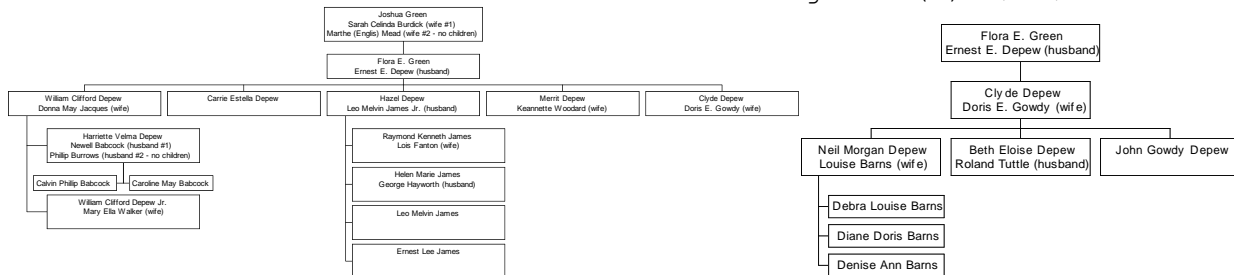 Joshua Green
Sarah Celinda Burdick (wife #1)
Marthe (Englis) Mead (wife #2 - no children)
Flora E. Green
Ernest E. Depew (husband)
William Clifford Depew
Donna May Jacques (wife)
Carrie Estella Depew
Hazel Depew
Leo Melvin James Jr. (husband)
Merrit Depew
Keannette Woodard (wife)
Clyde Depew
Doris E. Gowdy (wife)
Harriette Velma Depew
Newell Babcock (husband #1)
Phillip Burrows (husband #2 - no children)
Calvin Phillip Babcock
Caroline May Babcock
William Clifford Depew Jr.
Mary Ella Walker (wife)
Raymond Kenneth James
Lois Fanton (wife)
Helen Marie James
George Hayworth (husband)
Leo Melvin James
Ernest Lee James
Flora E. Green
Ernest E. Depew (husband)
Clyde Depew
Doris E. Gowdy (wife)
Neil Morgan Depew
Louise Barns (wife)
Beth Eloise Depew
Roland Tuttle (husband)
John Gowdy Depew
Debra Louise Barns
Diane Doris Barns
Denise Ann Barns